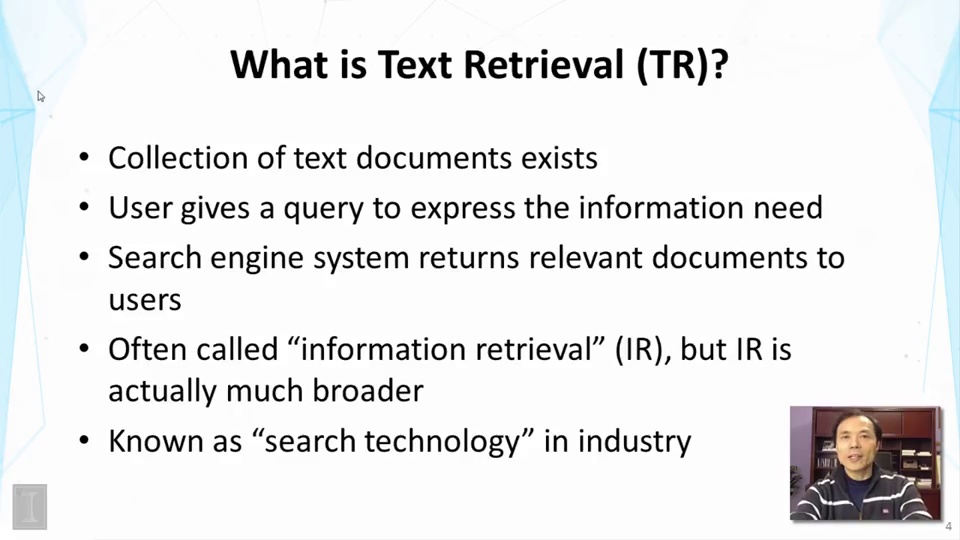 What is Text Retrieval (TR)?
• Collection of text documents exists
• User gives a query to express the information need
• Search engine system returns relevant documents to
users
• Often called “information retrieval” (IR), but IR is
actually much broader
• Known as “search technology” in industry
I
4